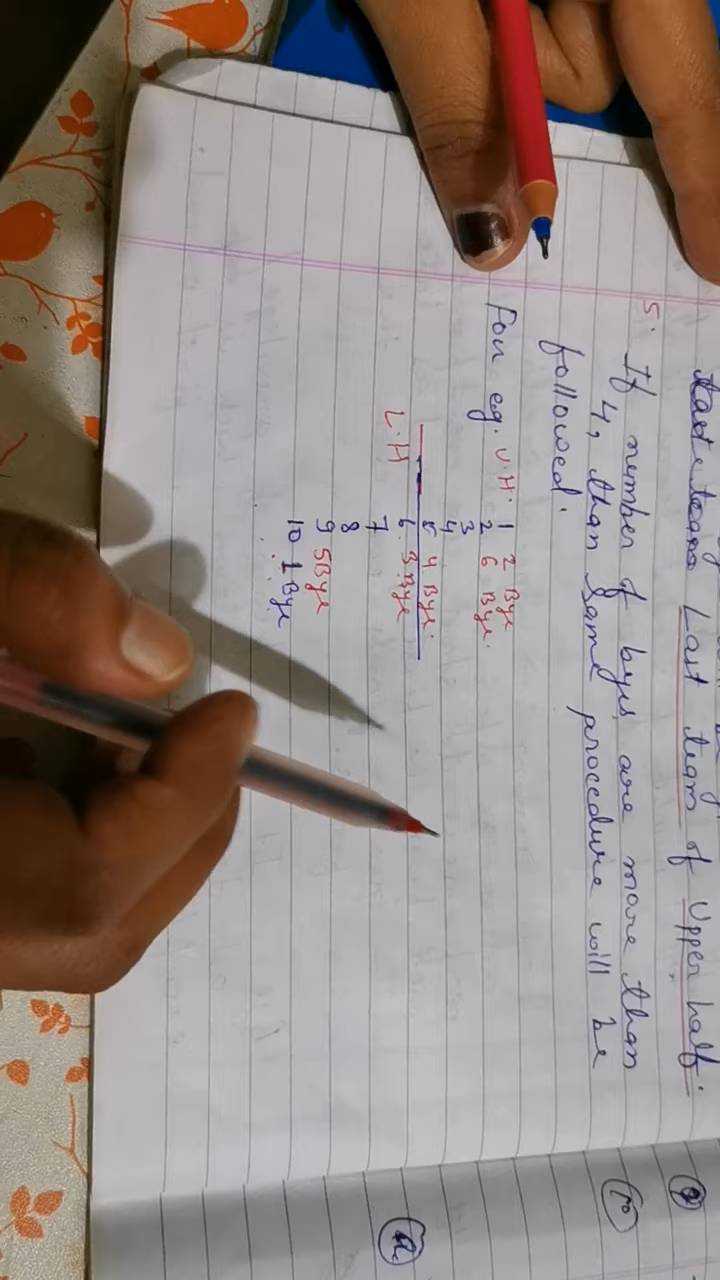 Last team of Upper half.
5. If number of byes are more than
4, than same procedure will be
followed.
For eg. U.H. 1 2 Bye
2 6 Bye.
3
4
5 4 Bye.
L.H 6 3 Bye
7
8
9 5 Bye
10 1 Bye